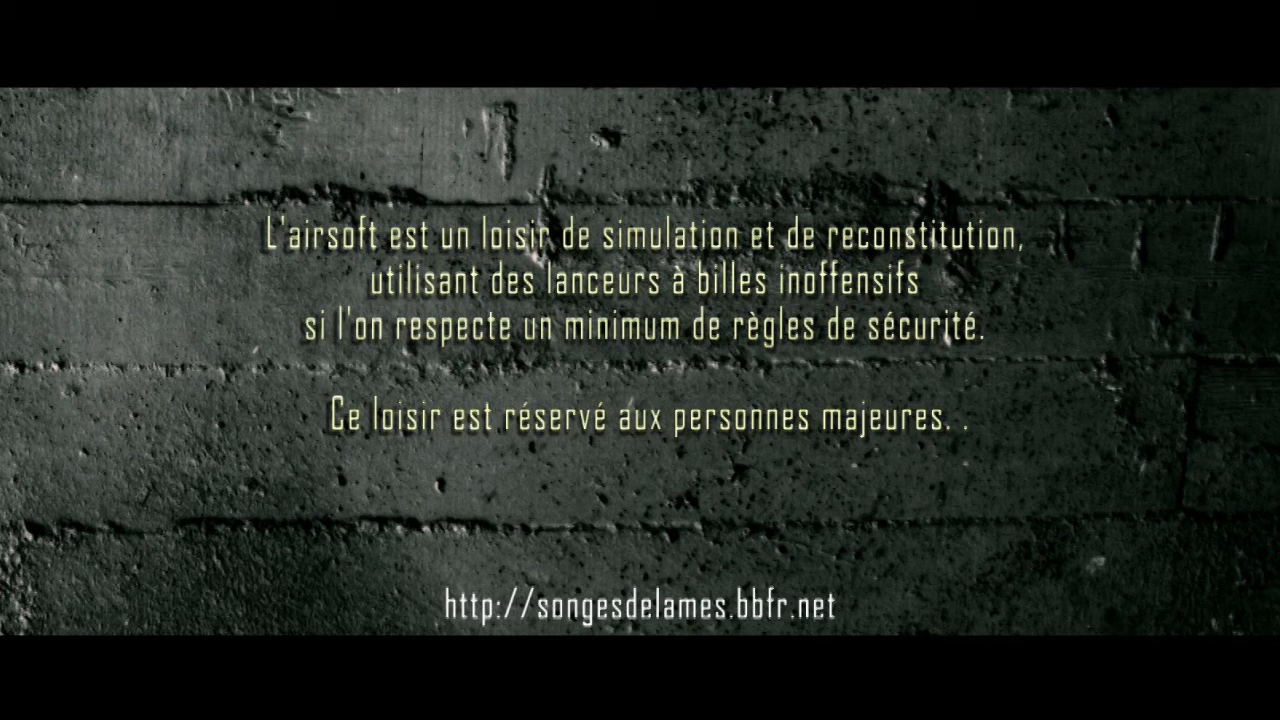 L'airsoft est un loisir de simulation et de reconstitution,
utilisant des lanceurs à billes inoffensifs
si l'on respecte un minimum de règles de sécurité.
Ce loisir est réservé aux personnes majeures. .
http://songesdelames.bbfr.net